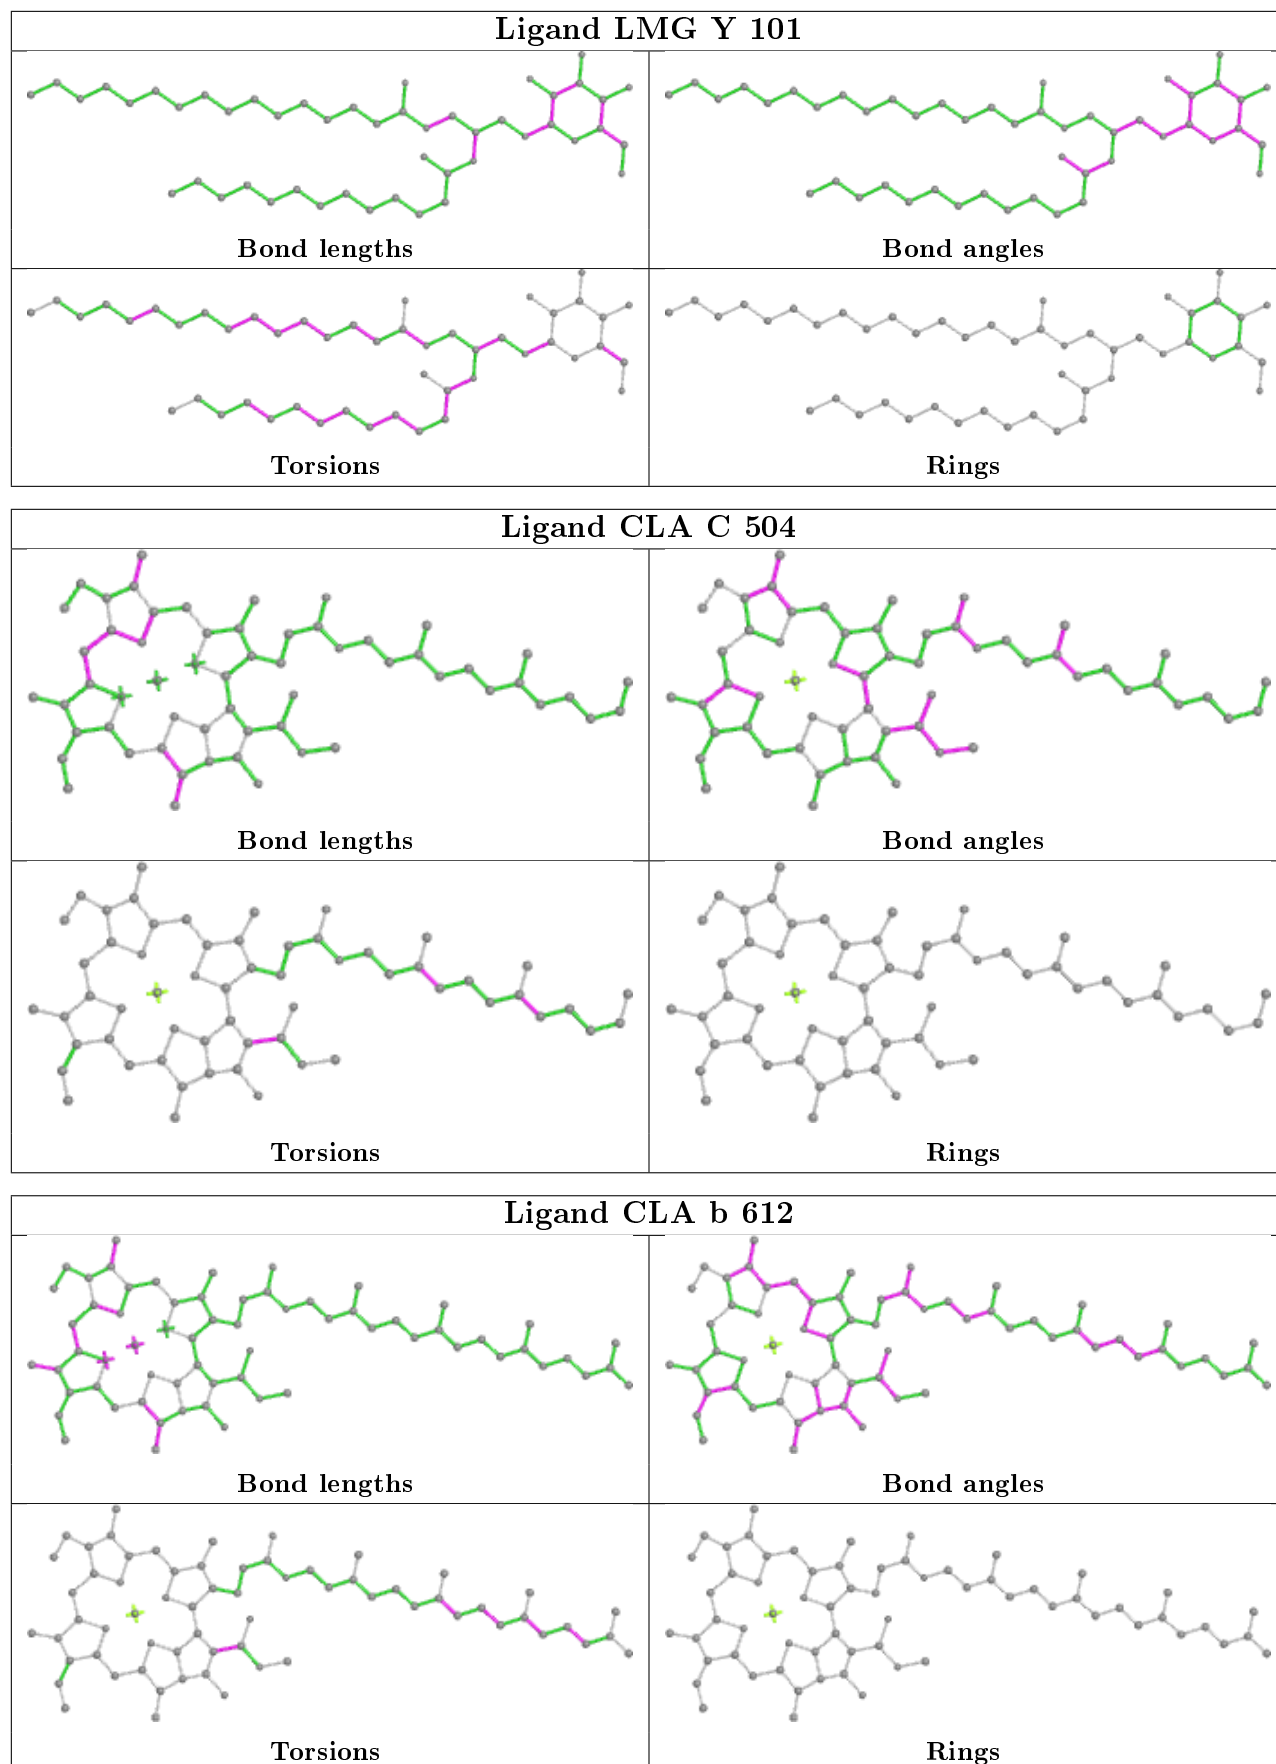 Ligand LMG Y 101
Bond lengths
Bond angles
Torsions
Rings
Ligand CLA C 504
Bond lengths
Bond angles
Torsions
Rings
Ligand CLA b 612
Bond lengths
Bond angles
Torsions
Rings